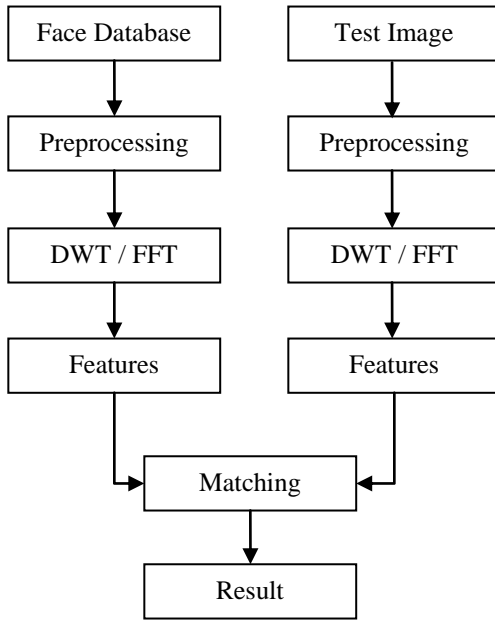 Face Database
Test Image
Preprocessing
Preprocessing
DWT / FFT
DWT / FFT
Features
Features
Matching
Result